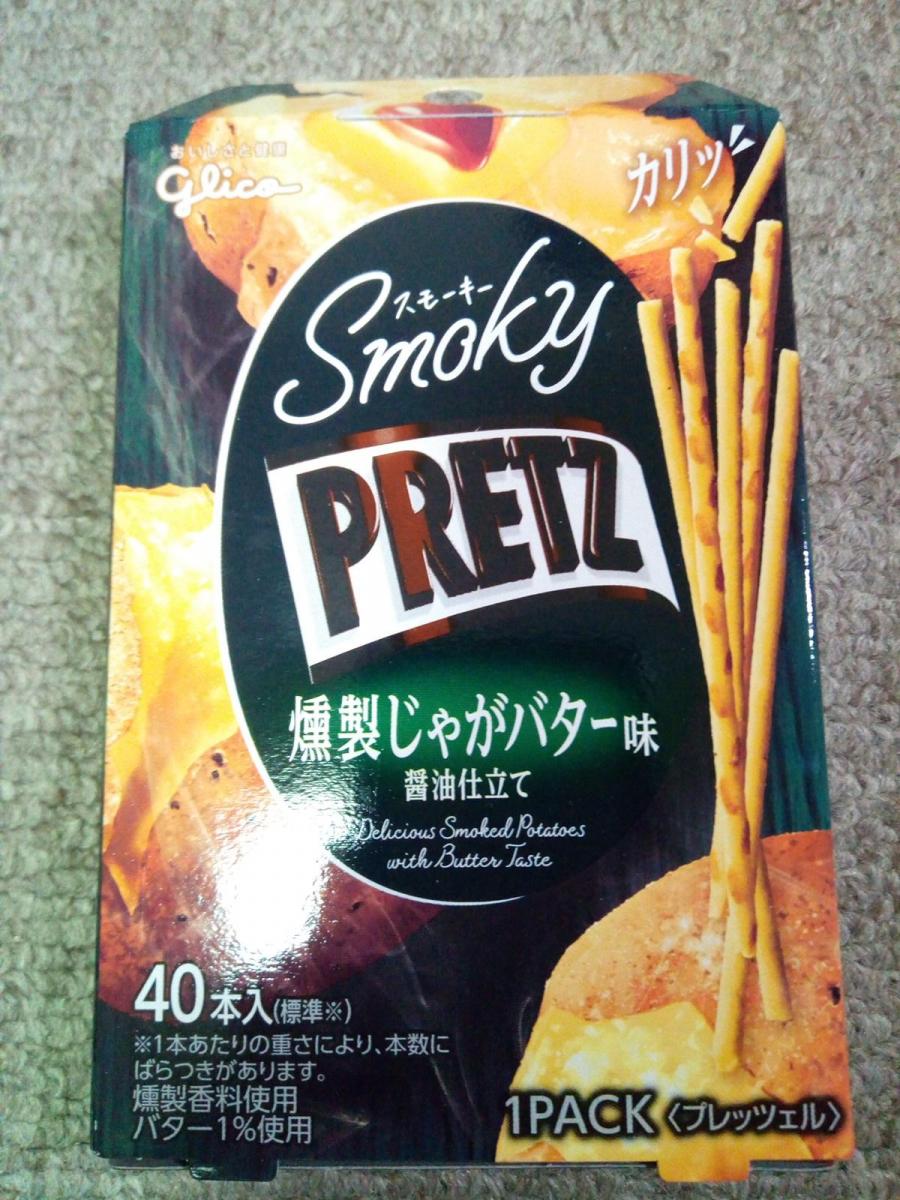 おいしさと健康
glico
カリッ
スモーキー
Smoky
PRETZ
燻製じゃがバター味
醤油仕立て
Delicious Smoked Potatoes
with Butter Taste
40本入(標準※)
※1本あたりの重さにより、本数に
ばらつきがあります。
燻製香料使用
バター1%使用
1PACK〈プレッツェル〉